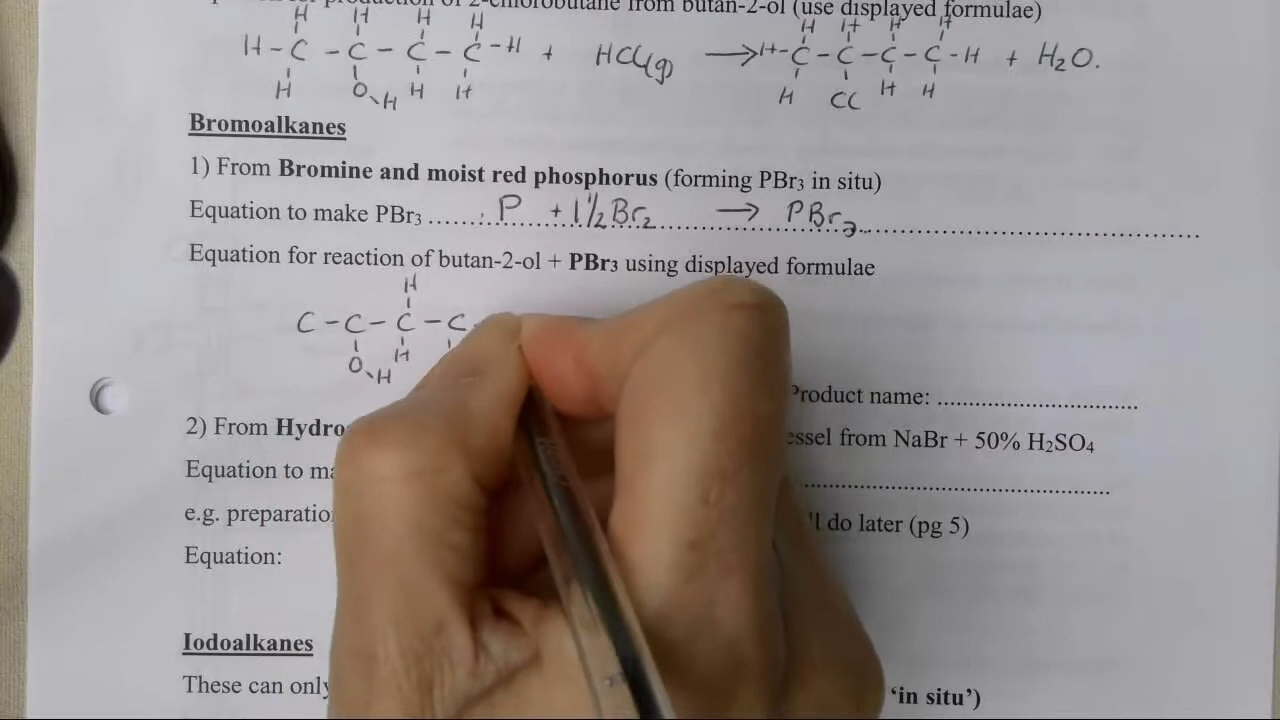 production of 2-chlorobutane from butan-2-ol (use displayed formulae)
H H H H H H H H
H-C-C-C-C-H + HCl(g) → H-C-C-C-C-H + H₂O.
H O-H H H H Cl H H
Bromoalkanes
1) From Bromine and moist red phosphorus (forming PBr₃ in situ)
Equation to make PBr₃ ........ P + 1½Br₂ → PBr₃ ........
Equation for reaction of butan-2-ol + PBr₃ using displayed formulae
H
C-C-C-C
O-H H
Product name: ..............................
2) From Hydro essel from NaBr + 50% H₂SO₄
Equation to ma ........................................
e.g. preparatio 'll do later (pg 5)
Equation:
Iodoalkanes
These can only 'in situ')